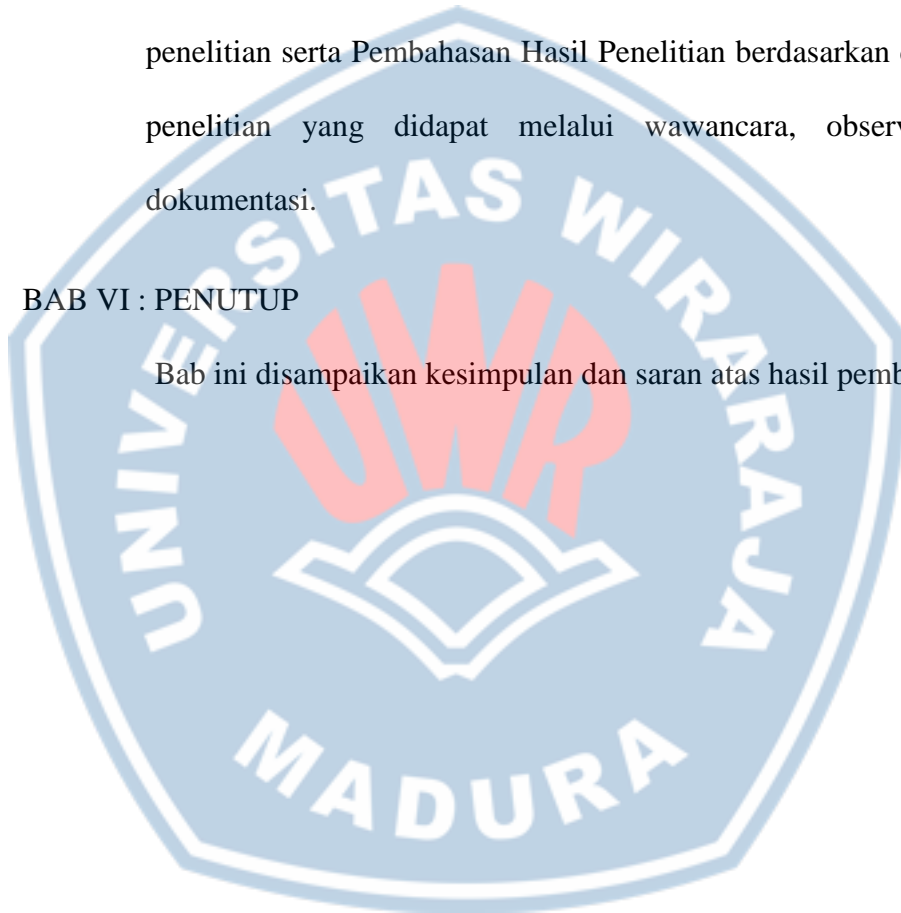 penelitian serta Pembahasan Hasil Penelitian berdasarkan
penelitian yang didapat melalui wawancara,
dokumentasi.
BAB VI : PENUTUP
Bab ini disampaikan kesimpulan dan saran atas hasil
UNIVERSITAS WIRARAJA
UWR
MADURA